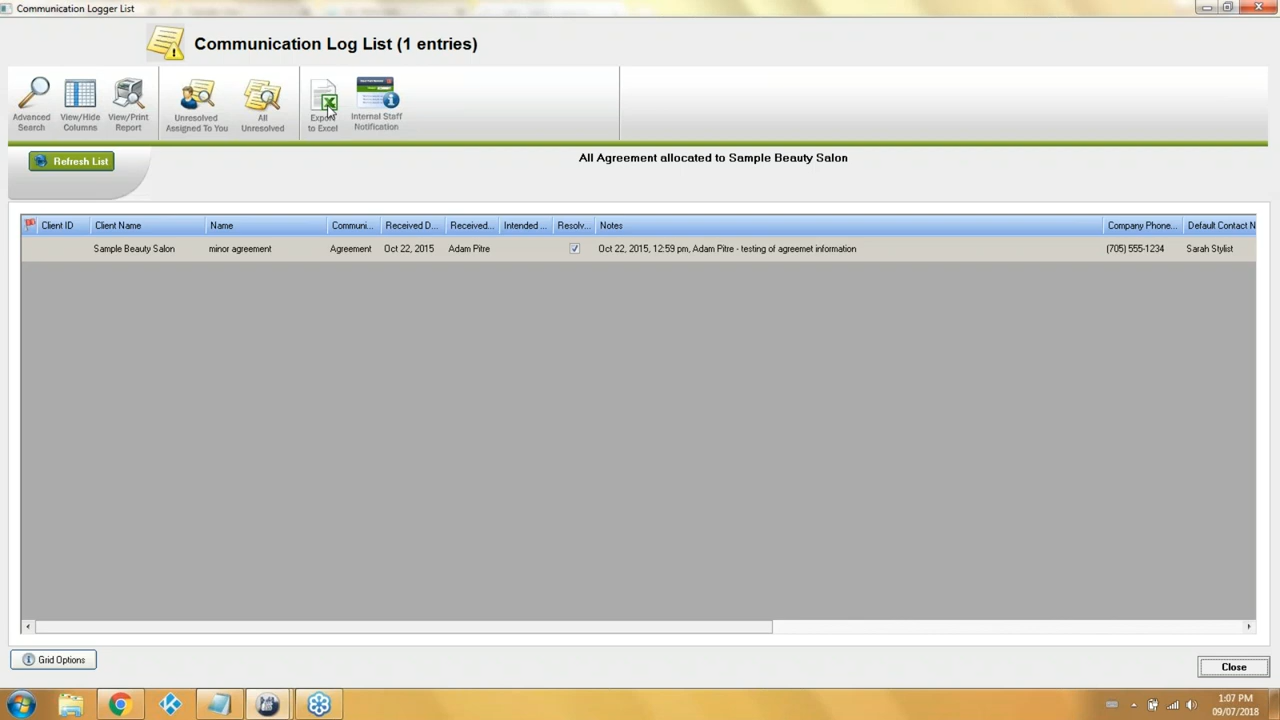 Communication Logger List
Communication Log List (1 entries)
Advanced Search
View/Hide Columns
View/Print Report
Unresolved Assigned To You
All Unresolved
Export to Excel
Internal Staff Notification
Refresh List
All Agreement allocated to Sample Beauty Salon
Client ID Client Name Name Communi... Received D... Received... Intended ... Resolv... Notes Company Phone... Default Contact N
Sample Beauty Salon minor agreement Agreement Oct 22, 2015 Adam Pitre Oct 22, 2015, 12:59 pm, Adam Pitre - testing of agreemet information (705) 555-1234 Sarah Stylist
Grid Options
Close
1:07 PM
09/07/2018